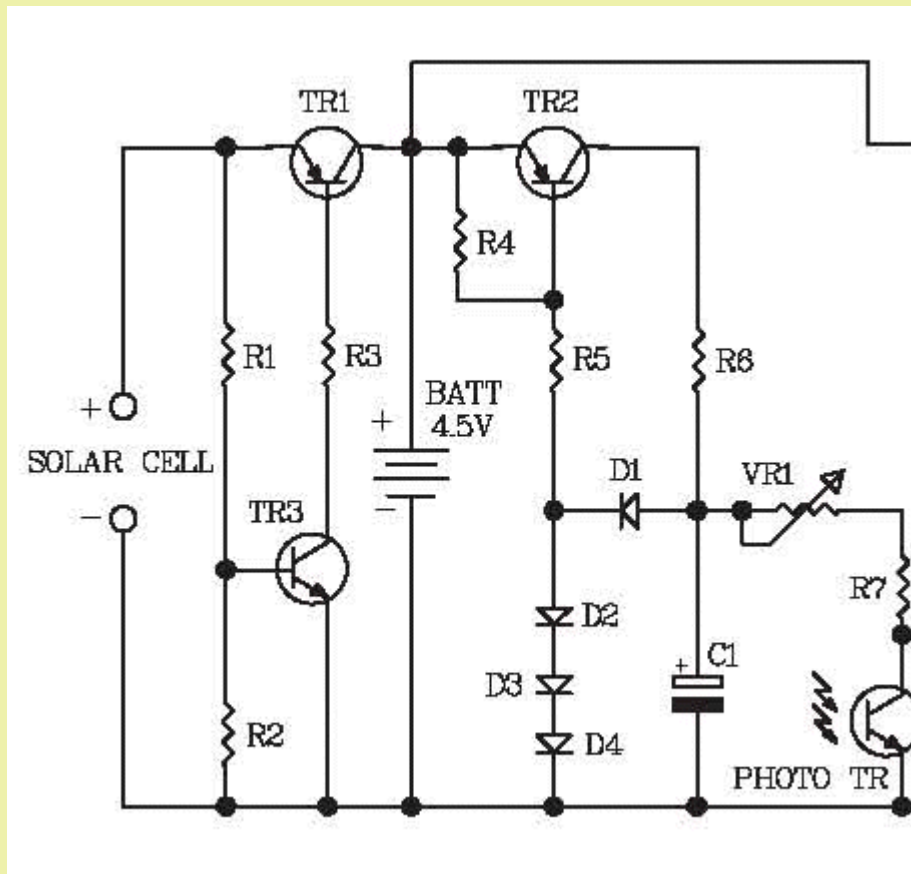 TR1
TR2
R4
R1
R3
R5
R6
+
BATT
4.5V
+
SOLAR CELL
-
-
TR3
D1
VR1
R7
D2
D3
D4
+
C1
R2
PHOTO TR